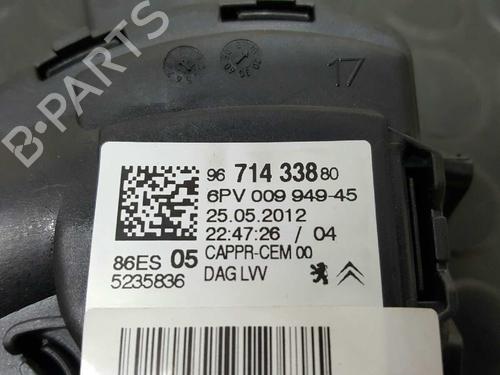 17
96 714 338 80
6PV 009 949-45
25.05.2012
22:47:26 / 04
86ES 05 CAPPR-CEM 00
5235836 DAG LVV
B-PARTS